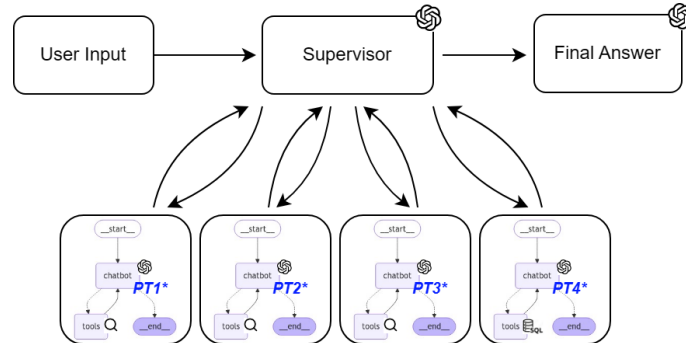 User Input
Supervisor
Final Answer
__start__
chatbot
PT1*
tools
__end__
__start__
chatbot
PT2*
tools
__end__
__start__
chatbot
PT3*
tools
__end__
__start__
chatbot
PT4*
tools
SQL
__end__